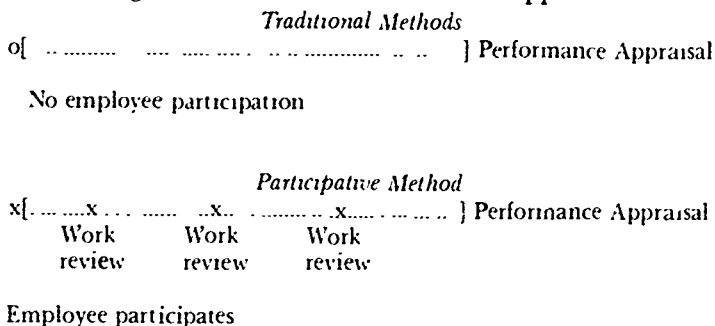 Traditional Methods
o[ .. ......... .... ..... ..... . .. .. ............. .. .. ] Performance Appraisal
No employee participation
Participative Method
x[. ... ....x . . . ...... ..x.. . ......... .. .x..... . ... ... .. ] Performance Appraisal
Work Work Work
review review review
Employee participates